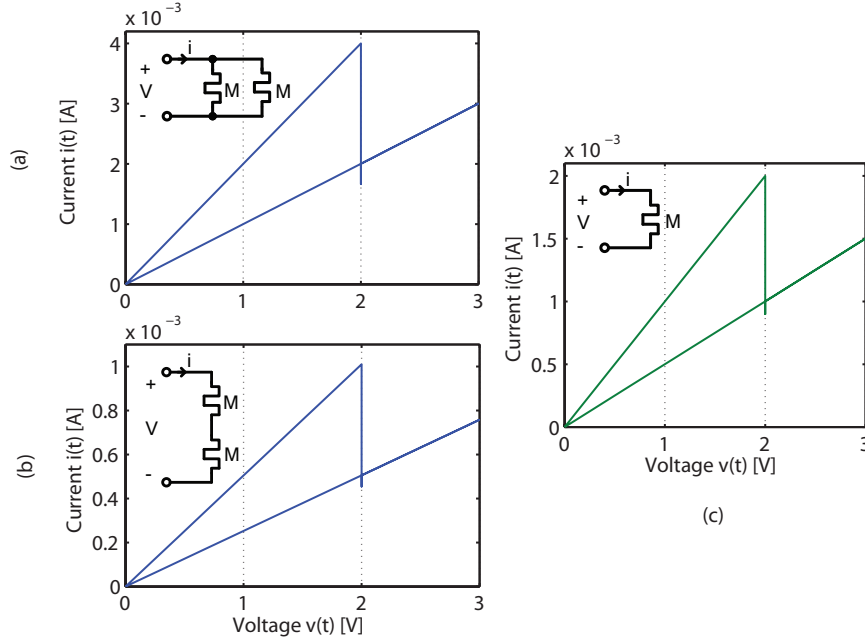 (a)
x 10 −3
Current i(t) [A]
4
3
2
1
0
0 1 2 3
i
+
V
-
M
M
(b)
x 10 −3
Current i(t) [A]
1
0.8
0.6
0.4
0.2
0
0 1 2 3
Voltage v(t) [V]
i
+
V
-
M
M
x 10 −3
Current i(t) [A]
2
1.5
1
0.5
0
0 1 2 3
Voltage v(t) [V]
i
+
V
-
M
(c)